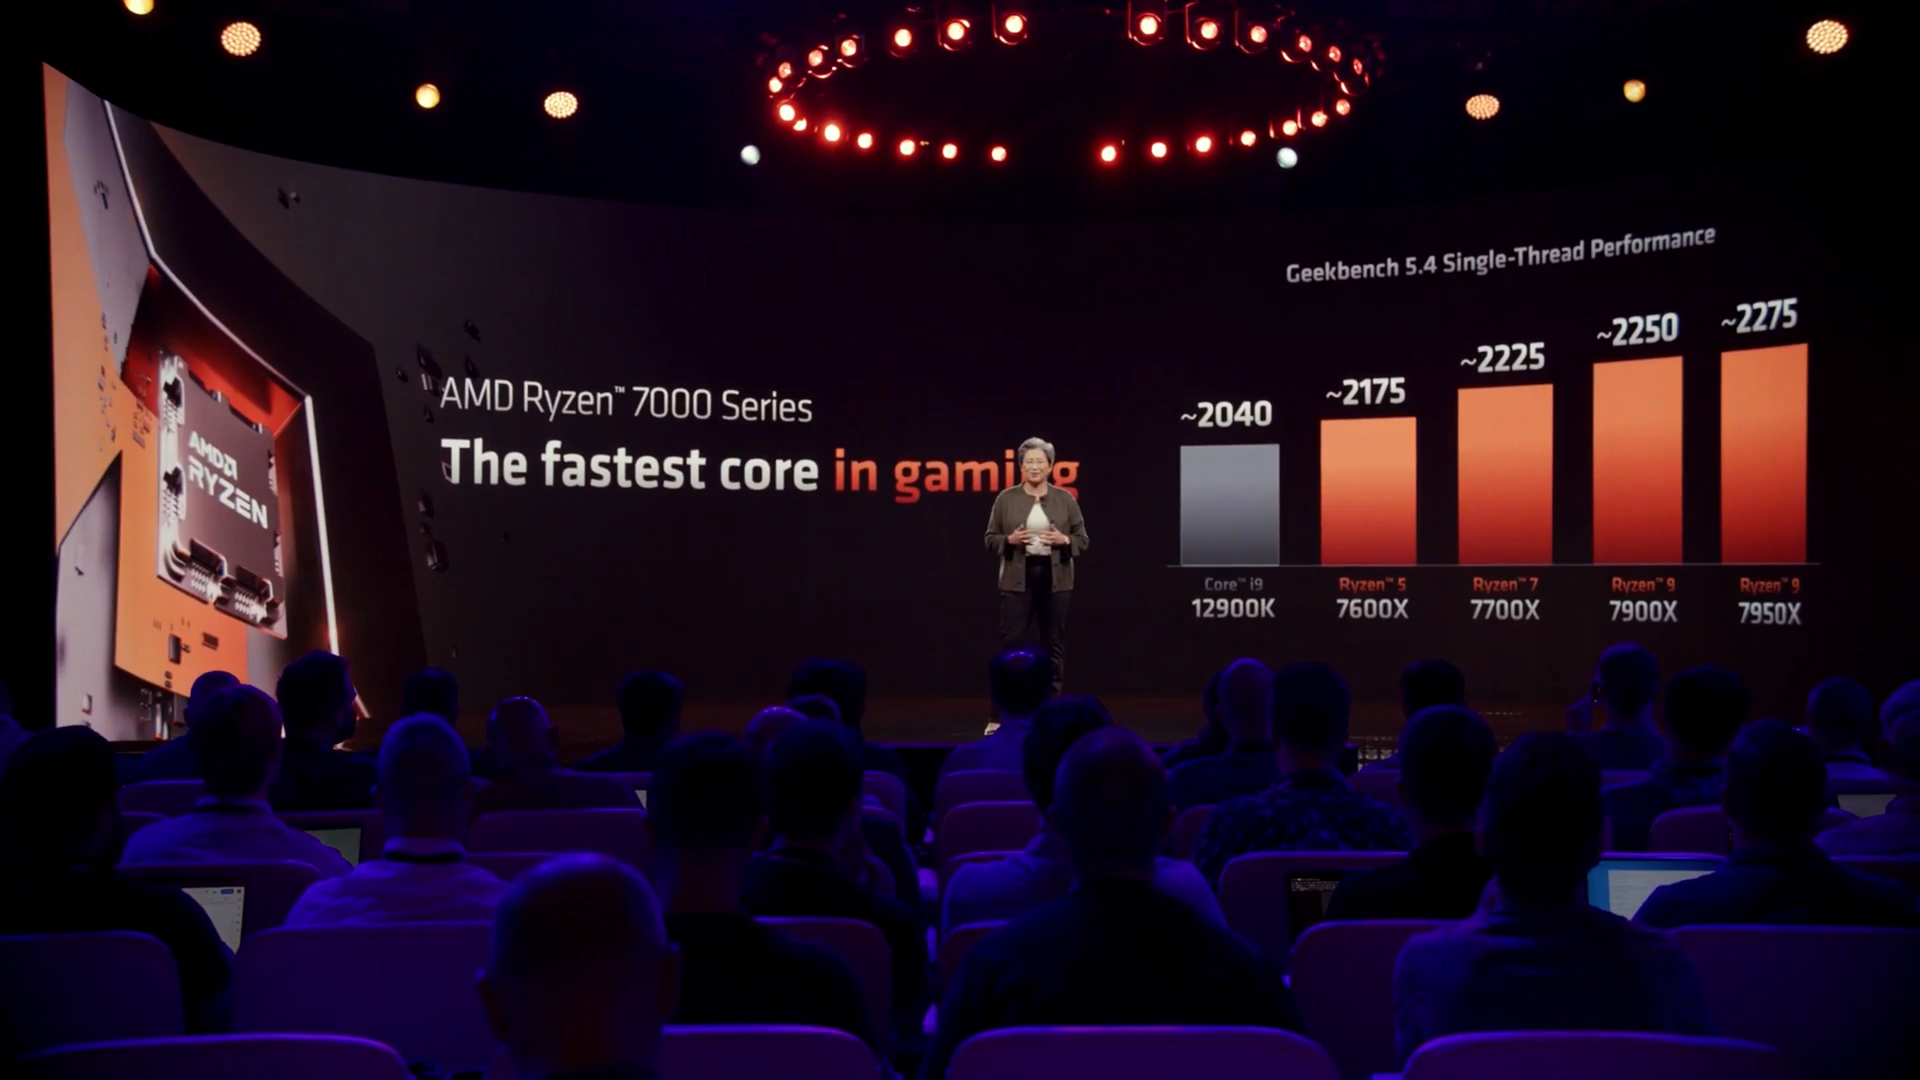 AMD
RYZEN
AMD Ryzen™ 7000 Series
The fastest core in gaming
Geekbench 5.4 Single-Thread Performance
~2040
~2175
~2225
~2250
~2275
Core™ i9
12900K
Ryzen™ 5
7600X
Ryzen™ 7
7700X
Ryzen™ 9
7900X
Ryzen™ 9
7950X